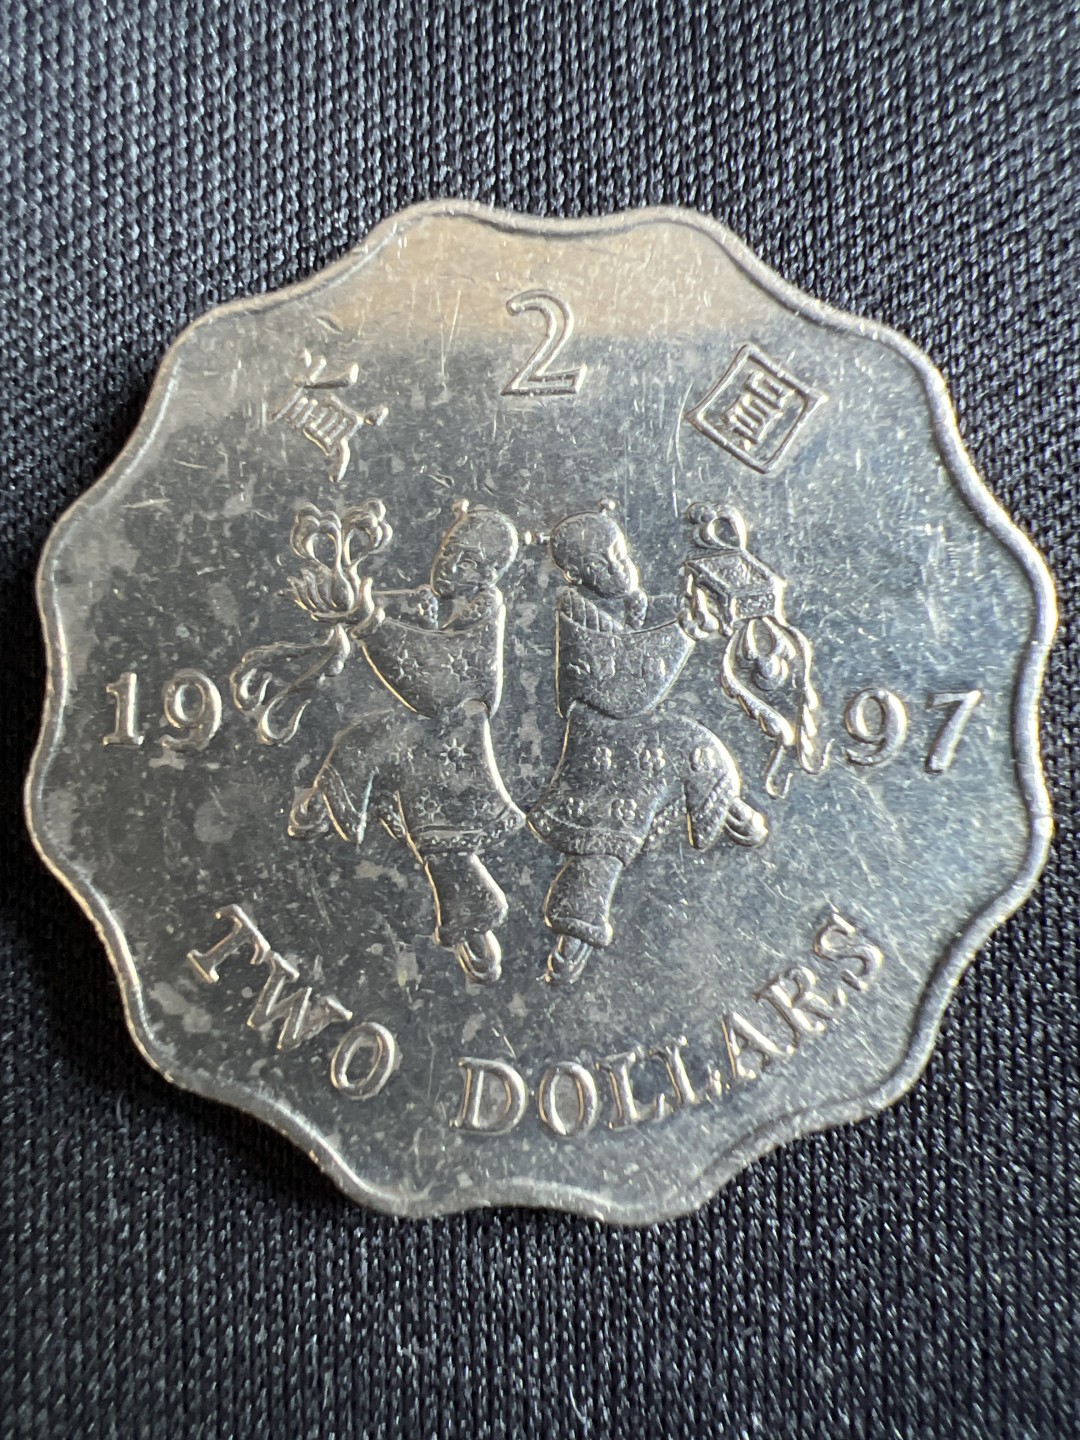 2
貳 圓
1997
TWO DOLLARS